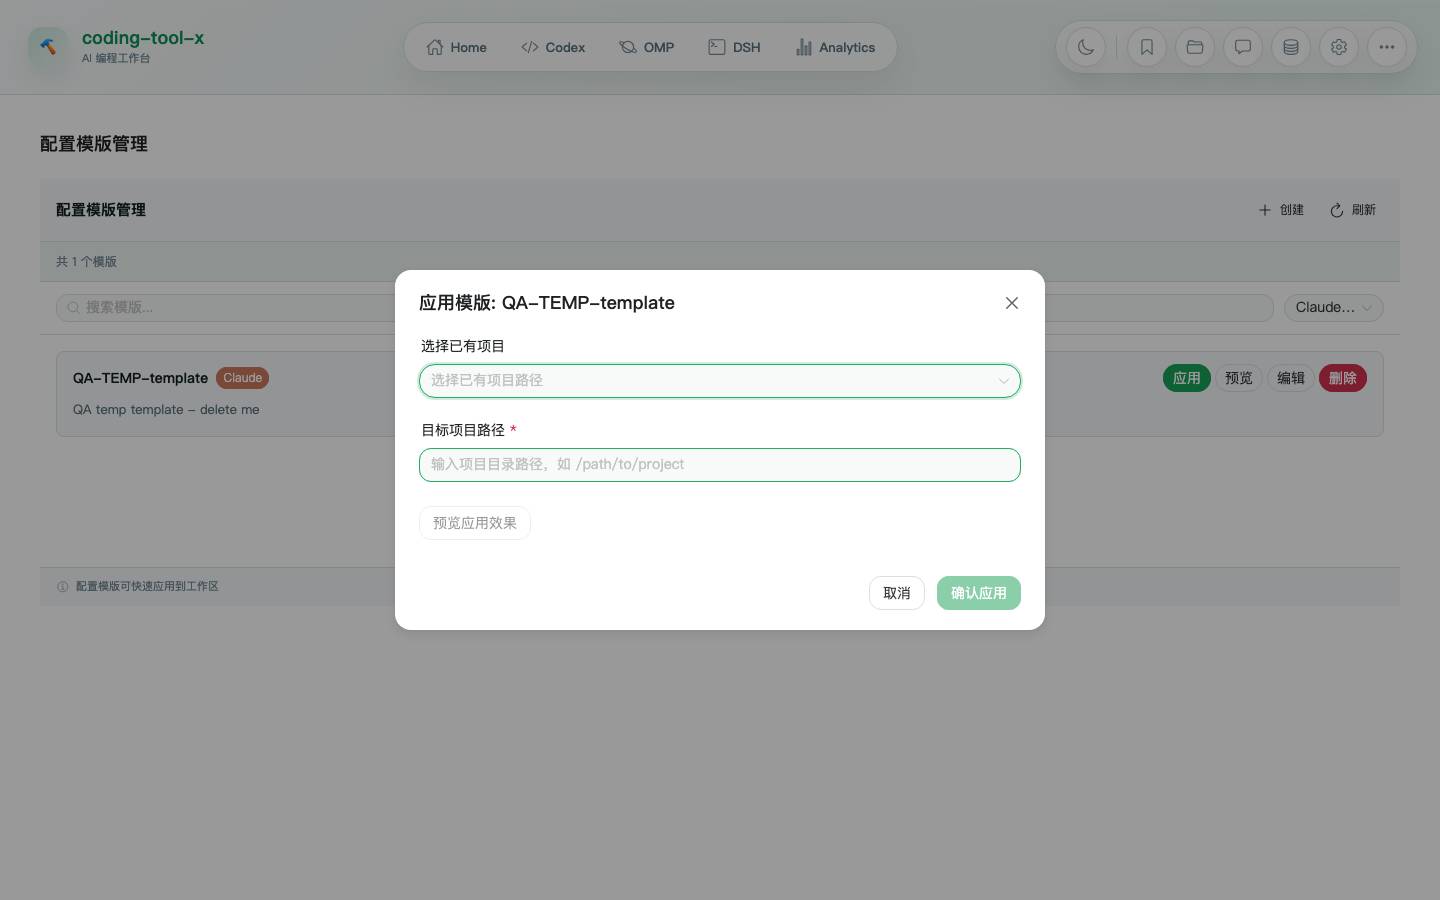 coding-tool-x
AI 编程工作台
Home
Codex
OMP
DSH
Analytics
配置模版管理
配置模版管理
创建
刷新
共 1 个模版
搜索模版...
Claude...
QA-TEMP-template
Claude
应用
预览
编辑
删除
QA temp template - delete me
配置模版可快速应用到工作区
应用模版: QA-TEMP-template
选择已有项目
选择已有项目路径
目标项目路径 *
输入项目目录路径，如 /path/to/project
预览应用效果
取消
确认应用